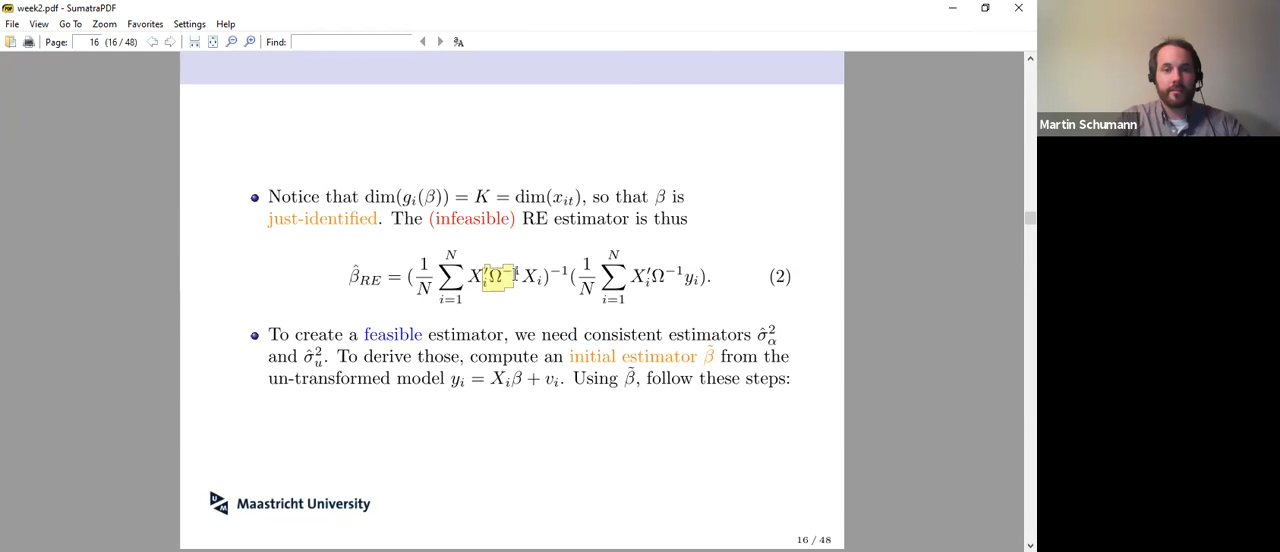 week2.pdf - SumatraPDF
File View Go To Zoom Favorites Settings Help
Page: 16 (16 / 48) Find:
Martin Schumann
Notice that dim(g_i(β)) = K = dim(x_{it}), so that β is
just-identified. The (infeasible) RE estimator is thus
β̂_{RE} = (1/N ∑_{i=1}^{N} X_i′Ω^{−1}X_i)^{−1}(1/N ∑_{i=1}^{N} X_i′Ω^{−1}y_i). (2)
To create a feasible estimator, we need consistent estimators σ̂²_α
and σ̂²_u. To derive those, compute an initial estimator β̃ from the
un-transformed model y_i = X_iβ + v_i. Using β̃, follow these steps:
Maastricht University
16 / 48